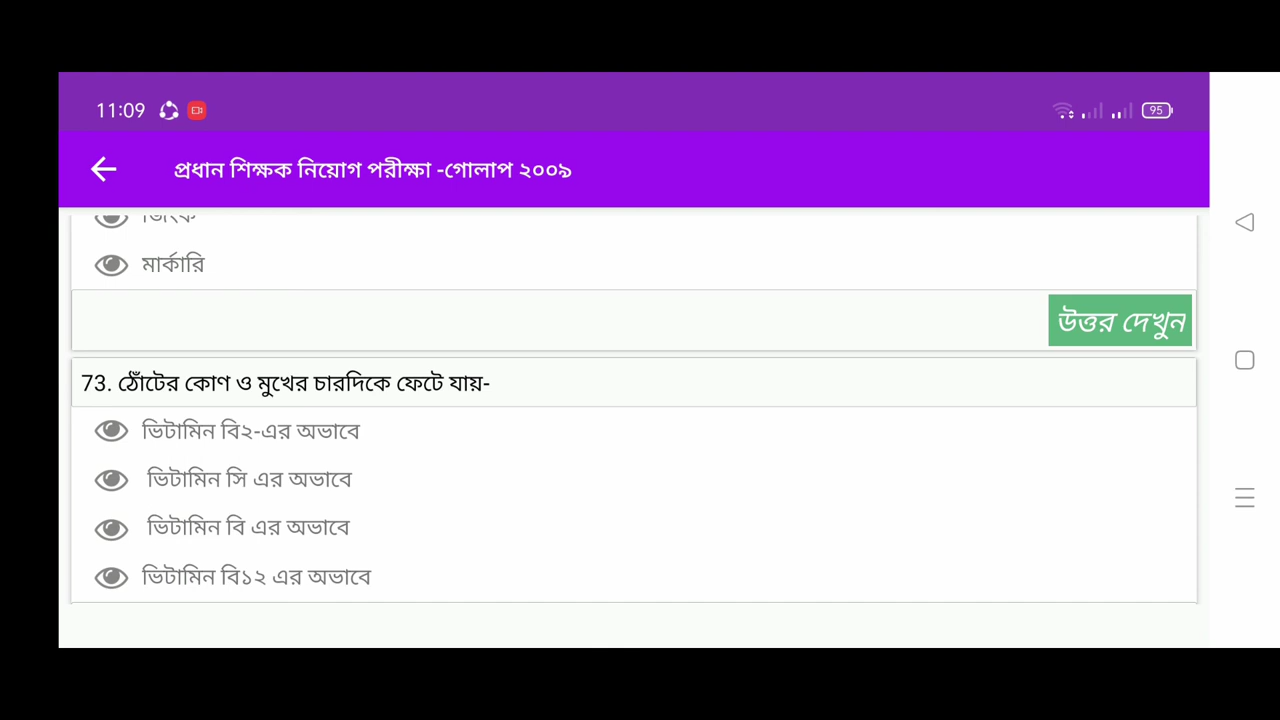 11:09
95
প্রধান শিক্ষক নিয়োগ পরীক্ষা -গোলাপ ২০০৯
মার্কারি
উত্তর দেখুন
73. ঠোঁটের কোণ ও মুখের চারদিকে ফেটে যায়-
ভিটামিন বি২-এর অভাবে
ভিটামিন সি এর অভাবে
ভিটামিন বি এর অভাবে
ভিটামিন বি১২ এর অভাবে